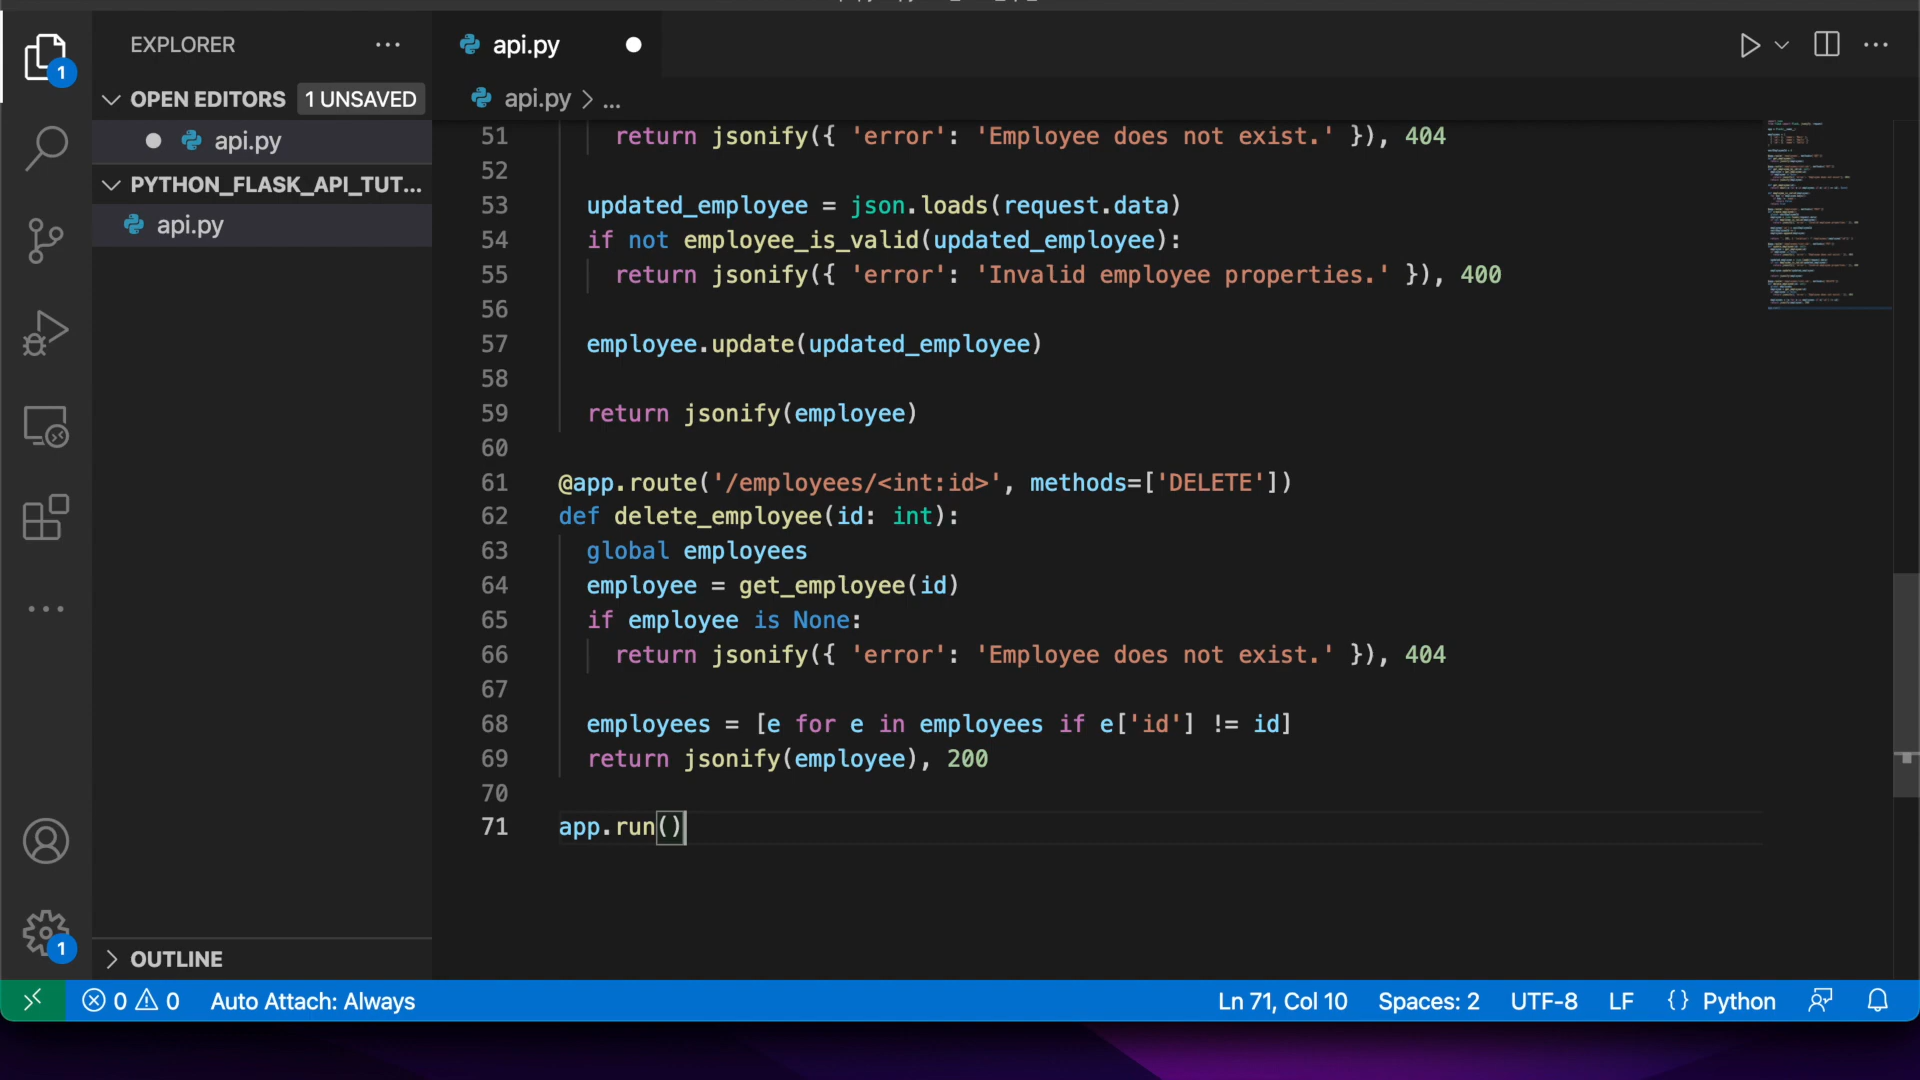 EXPLORER
api.py
OPEN EDITORS
1 UNSAVED
api.py
PYTHON_FLASK_API_TUT...
api.py
api.py > ...
51 return jsonify({ 'error': 'Employee does not exist.' }), 404
52
53 updated_employee = json.loads(request.data)
54 if not employee_is_valid(updated_employee):
55 return jsonify({ 'error': 'Invalid employee properties.' }), 400
56
57 employee.update(updated_employee)
58
59 return jsonify(employee)
60
61 @app.route('/employees/<int:id>', methods=['DELETE'])
62 def delete_employee(id: int):
63 global employees
64 employee = get_employee(id)
65 if employee is None:
66 return jsonify({ 'error': 'Employee does not exist.' }), 404
67
68 employees = [e for e in employees if e['id'] != id]
69 return jsonify(employee), 200
70
71 app.run()
1
1
OUTLINE
0 0 Auto Attach: Always
Ln 71, Col 10 Spaces: 2 UTF-8 LF {} Python